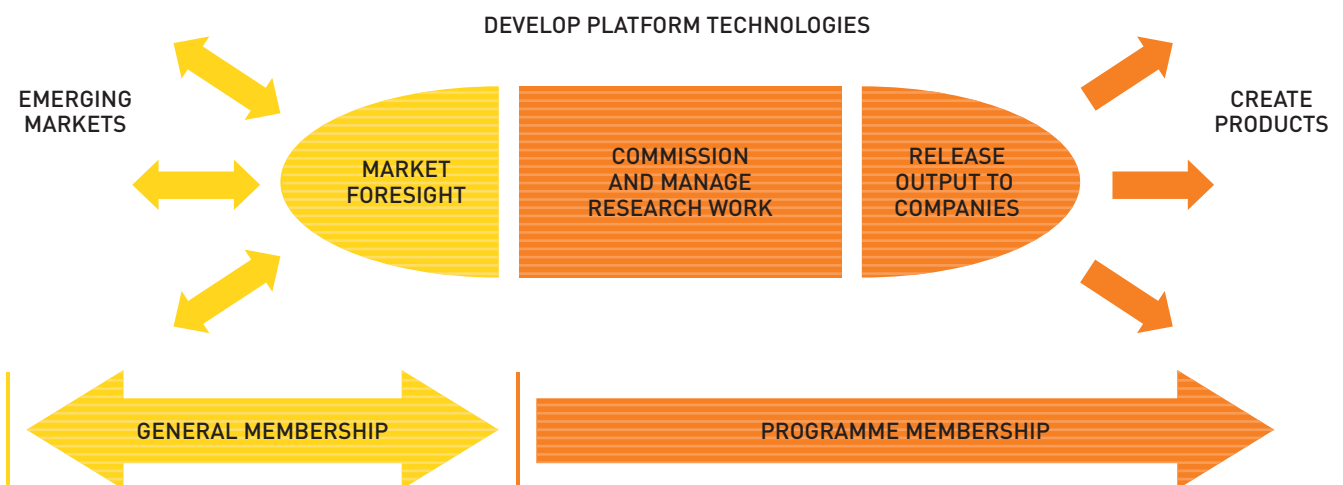 DEVELOP PLATFORM TECHNOLOGIES
EMERGING
MARKETS
MARKET
FORESIGHT
COMMISSION
AND MANAGE
RESEARCH WORK
RELEASE
OUTPUT TO
COMPANIES
CREATE
PRODUCTS
GENERAL MEMBERSHIP
PROGRAMME MEMBERSHIP